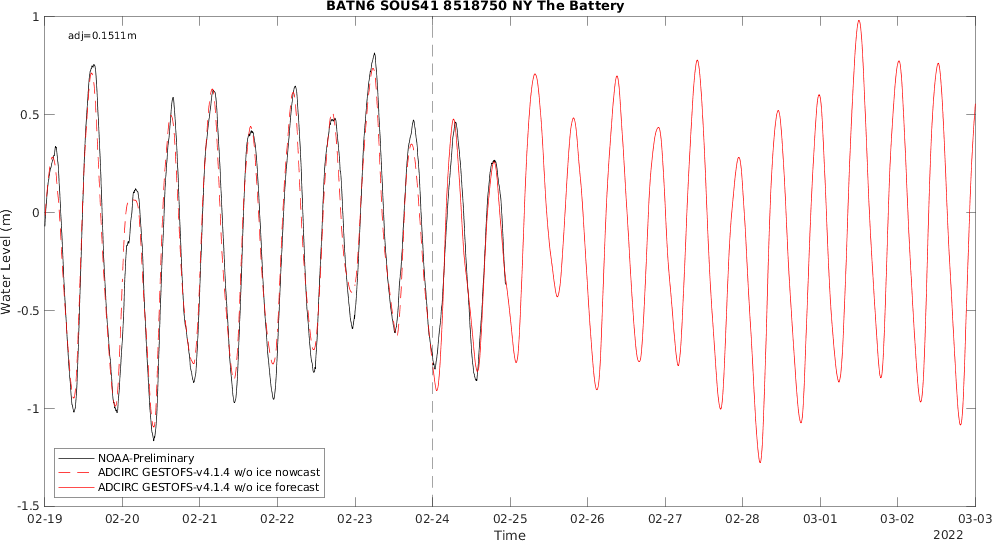 BATN6 SOUS41 8518750 NY The Battery
adj=0.1511m
1
0.5
0
-0.5
-1
-1.5
Water Level (m)
NOAA-Preliminary
ADCIRC GESTOFS-v4.1.4 w/o ice nowcast
ADCIRC GESTOFS-v4.1.4 w/o ice forecast
02-19 02-20 02-21 02-22 02-23 02-24 02-25 02-26 02-27 02-28 03-01 03-02 03-03
Time
2022